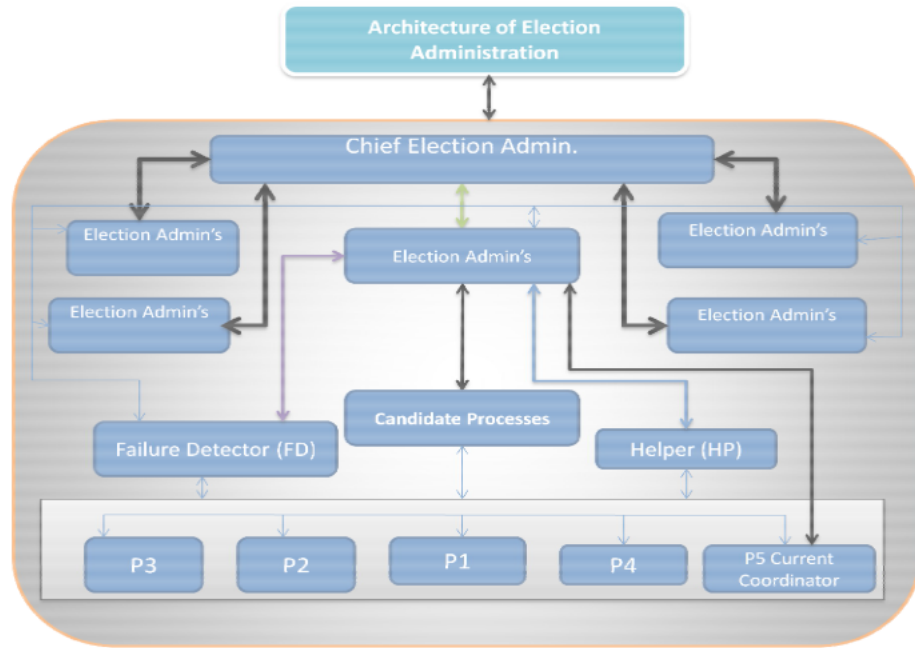 Architecture of Election
Administration
Chief Election Admin.
Election Admin's
Election Admin's
Election Admin's
Election Admin's
Election Admin's
Candidate Processes
Failure Detector (FD)
Helper (HP)
P3
P2
P1
P4
P5 Current
Coordinator